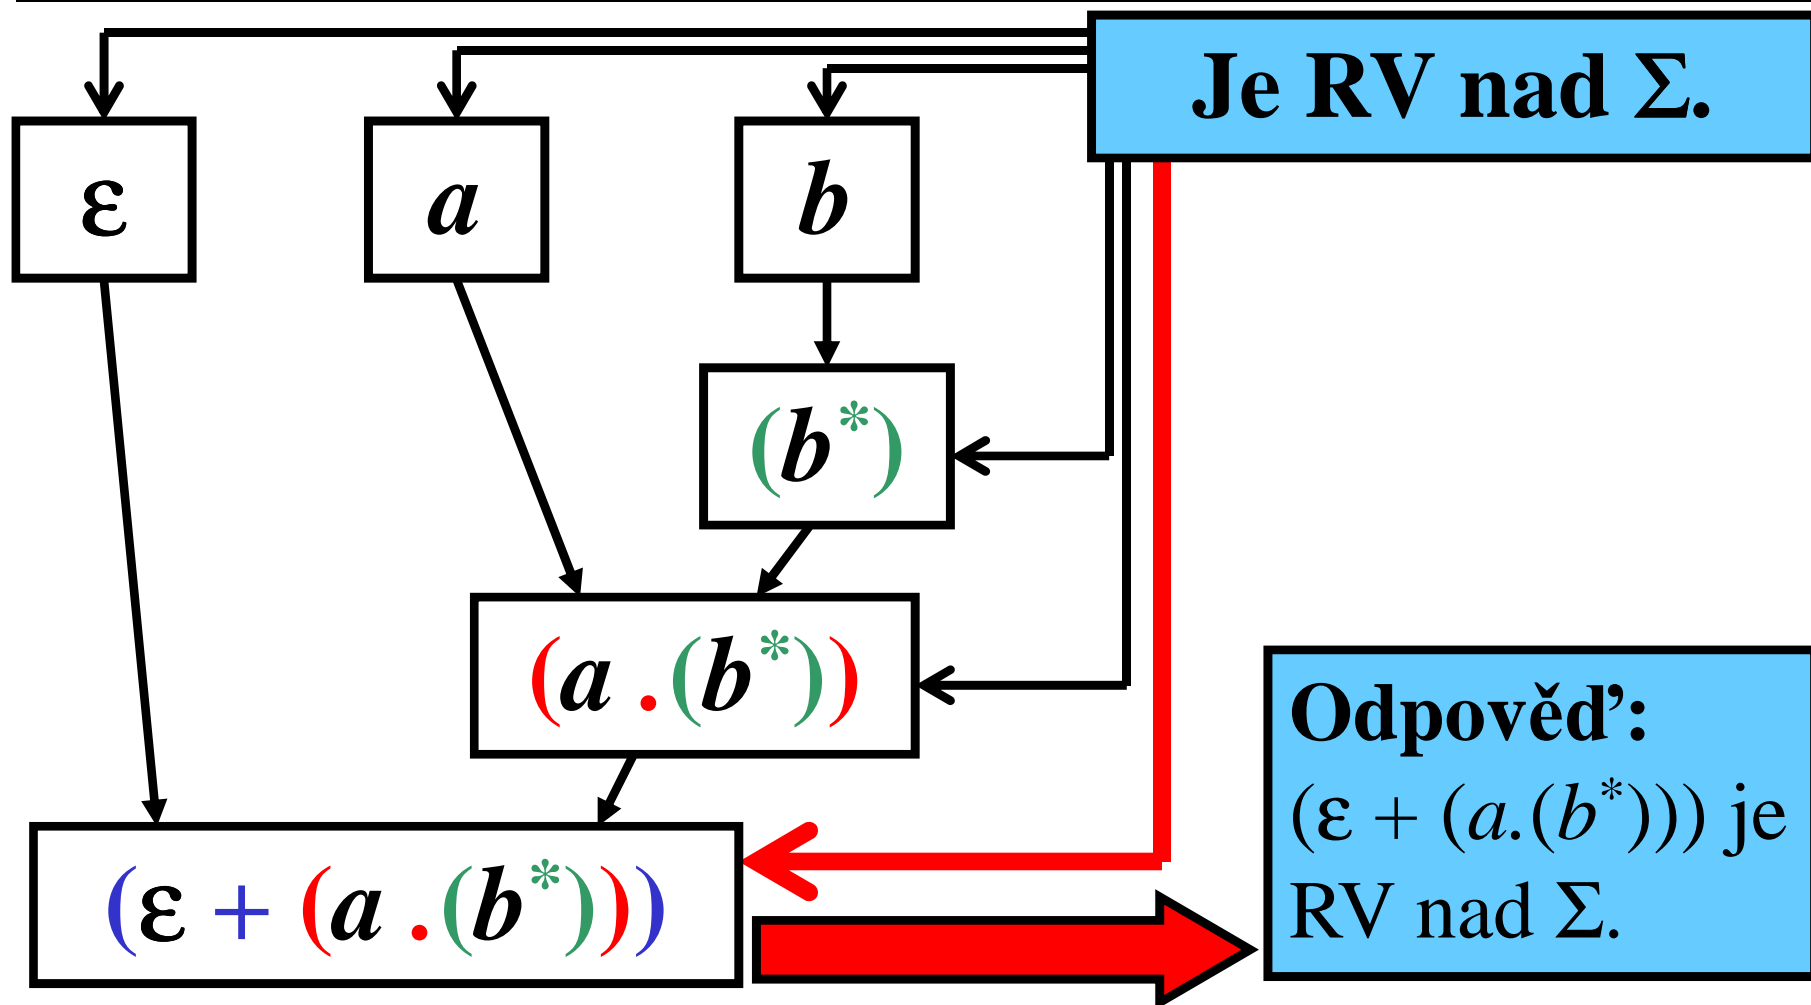 Je RV nad Σ.
ε
a
b
(b*)
(a .(b*))
(ε + (a .(b*)))
Odpověď:
(ε + (a.(b*))) je
RV nad Σ.